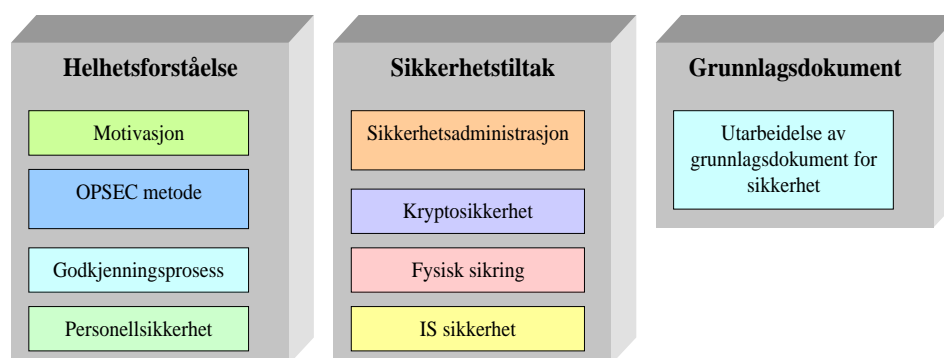 Helhetsforståelse
Motivasjon
OPSEC metode
Godkjenningsprosess
Personellsikkerhet
Sikkerhetstiltak
Sikkerhetsadministrasjon
Kryptosikkerhet
Fysisk sikring
IS sikkerhet
Grunnlagsdokument
Utarbeidelse av
grunnlagsdokument for
sikkerhet